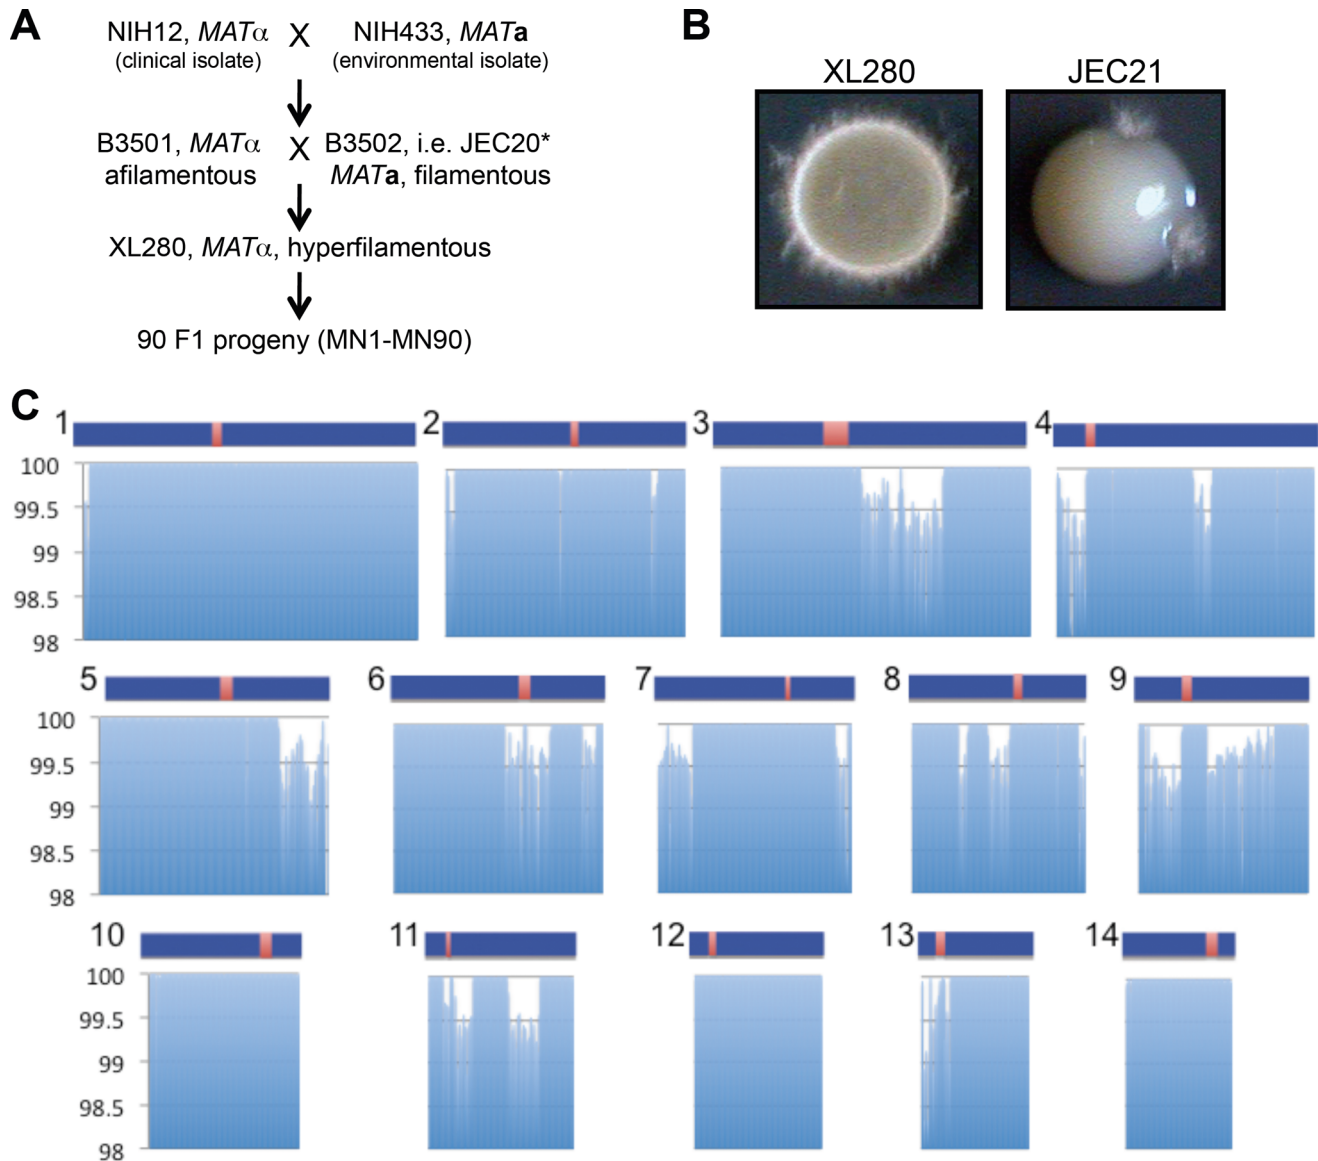 A
NIH12, MATα X NIH433, MATa
(clinical isolate) (environmental isolate)
B3501, MATα X B3502, i.e. JEC20*
afilamentous MATa, filamentous
XL280, MATα, hyperfilamentous
90 F1 progeny (MN1-MN90)
B
XL280 JEC21
C
1 2 3 4
100
99.5
99
98.5
98
5 6 7 8 9
100
99.5
99
98.5
98
10 11 12 13 14
100
99.5
99
98.5
98